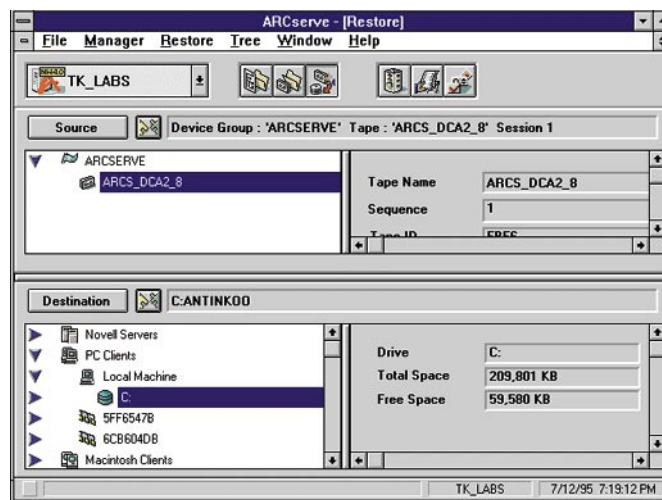 ARCserve - [Restore]
File Manager Restore Tree Window Help
TK_LABS
Source Device Group : 'ARCSERVE' Tape : 'ARCS_DCA2_8' Session 1
ARCSERVE
ARCS_DCA2_8
Tape Name ARCS_DCA2_8
Sequence 1
Tape ID
Destination C:ANTINKOO
Novell Servers
PC Clients
Local Machine
C:
5FF6547B
6CB604DB
Macintosh Clients
Drive C:
Total Space 209,801 KB
Free Space 59,580 KB
TK_LABS 7/12/95 7:19:12 PM